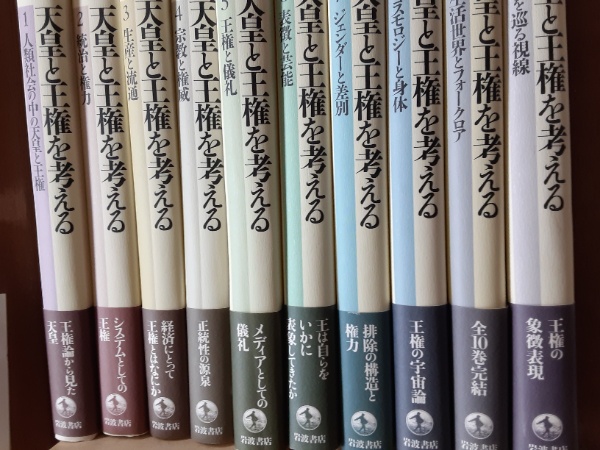 1 人類社会の中の天皇と王権
天皇と王権を考える
王権論から見た
天皇
岩波書店
2 統治と権力
天皇と王権を考える
システムとしての
王権
岩波書店
3 生産と流通
天皇と王権を考える
経済にとって
王権とはなにか
岩波書店
4 宗教と権威
天皇と王権を考える
正統性の源泉
岩波書店
5 王権と儀礼
天皇と王権を考える
メディアとしての
儀礼
岩波書店
表徴と芸能
天皇と王権を考える
王は自らを
いかに
表象してきたか
岩波書店
ジェンダーと差別
天皇と王権を考える
排除の構造と
権力
岩波書店
スモロジーと身体
皇と王権を考える
王権の宇宙論
岩波書店
生活世界とフォークロア
皇と王権を考える
全10巻完結
岩波書店
を巡る視線
と王権を考える
王権の
象徴表現
岩波書店